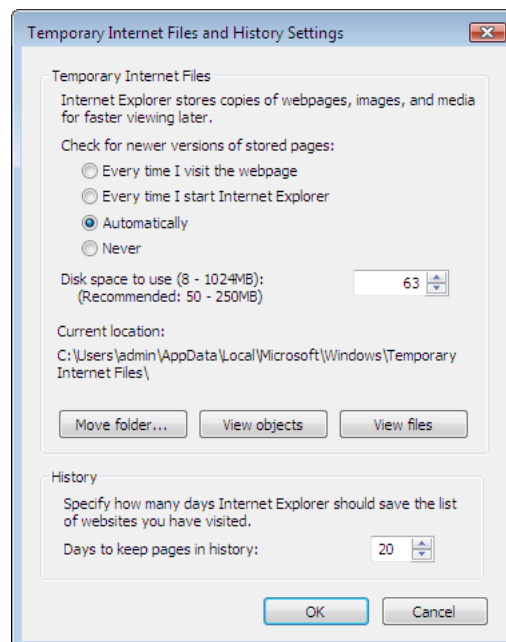 Temporary Internet Files and History Settings
Temporary Internet Files
Internet Explorer stores copies of webpages, images, and media
for faster viewing later.
Check for newer versions of stored pages:
Every time I visit the webpage
Every time I start Internet Explorer
Automatically
Never
Disk space to use (8 - 1024MB):
63
(Recommended: 50 - 250MB)
Current location:
C:\Users\admin\AppData\Local\Microsoft\Windows\Temporary
Internet Files\
Move folder...
View objects
View files
History
Specify how many days Internet Explorer should save the list
of websites you have visited.
Days to keep pages in history:
20
OK
Cancel